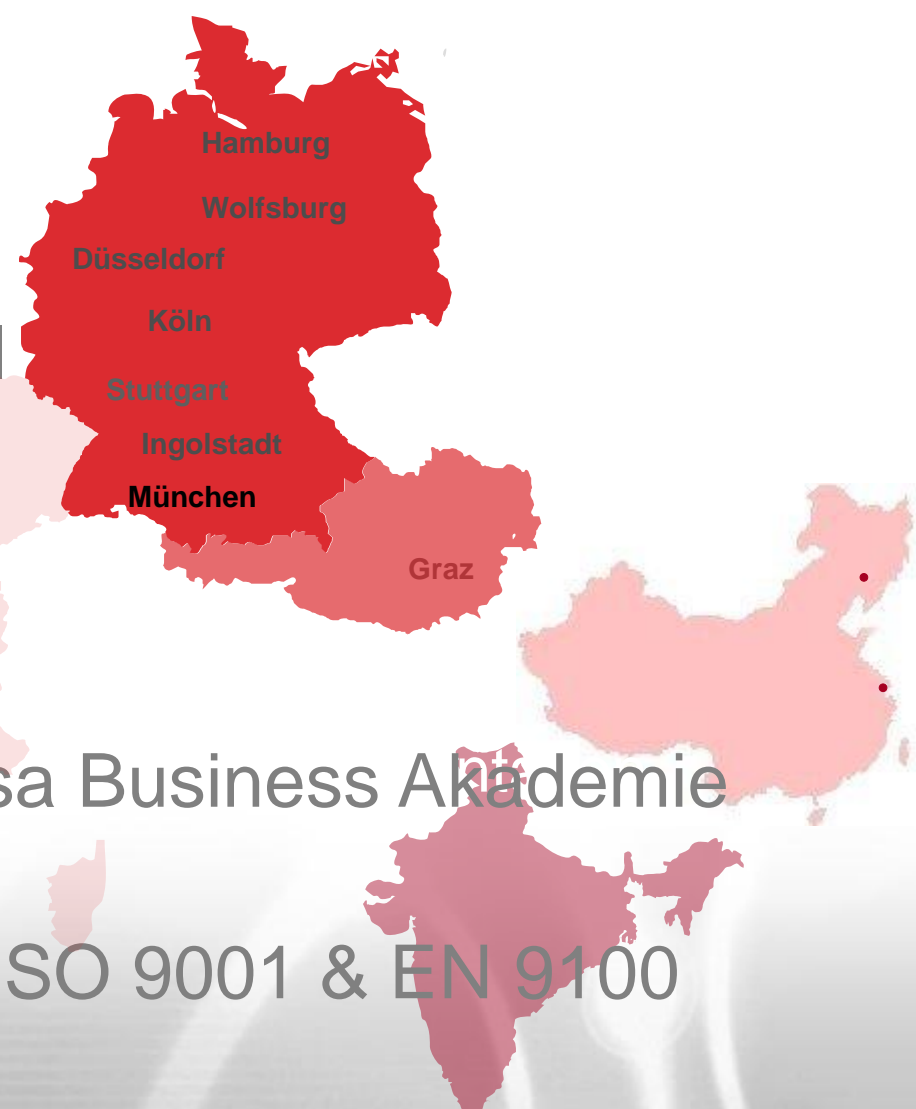 Hamburg
Wolfsburg
Düsseldorf
Köln
Stuttgart
Ingolstadt
München
Graz
sa Business Akademie
SO 9001 & EN 9100